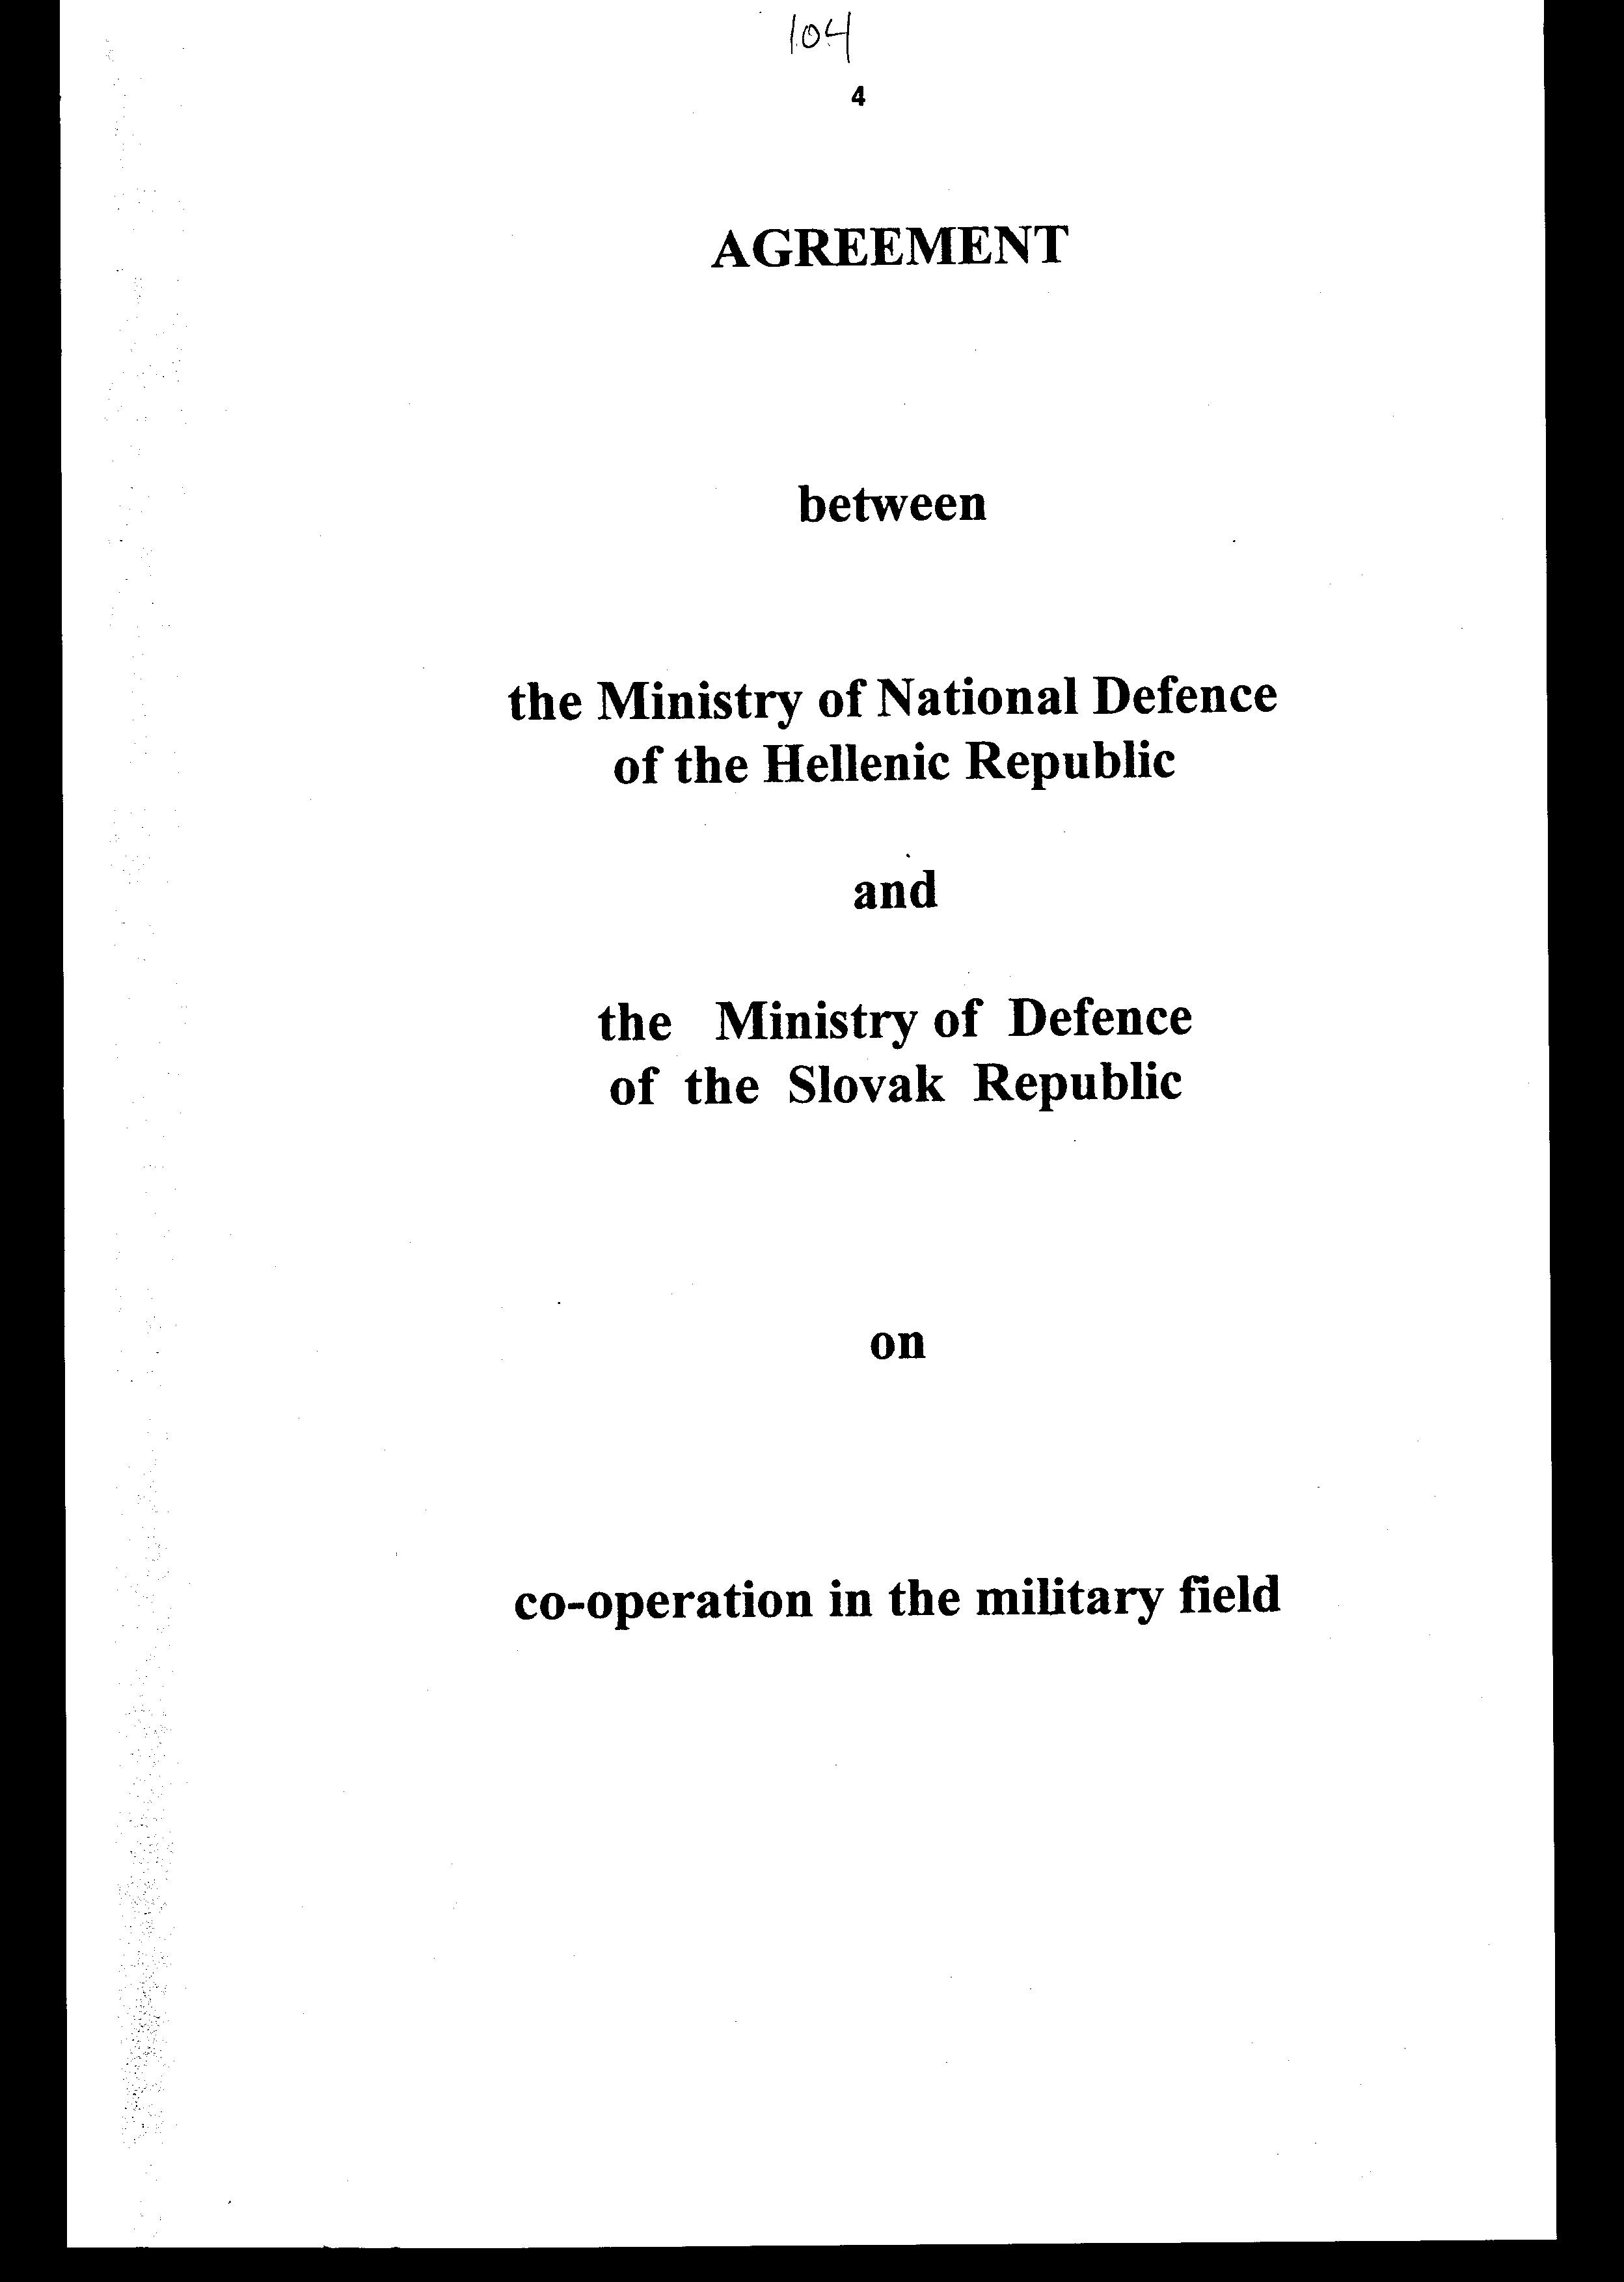 104
4
AGREEMENT
between
the Ministry of National Defence
of the Hellenic Republic
and
the Ministry of Defence
of the Slovak Republic
on
co-operation in the military field